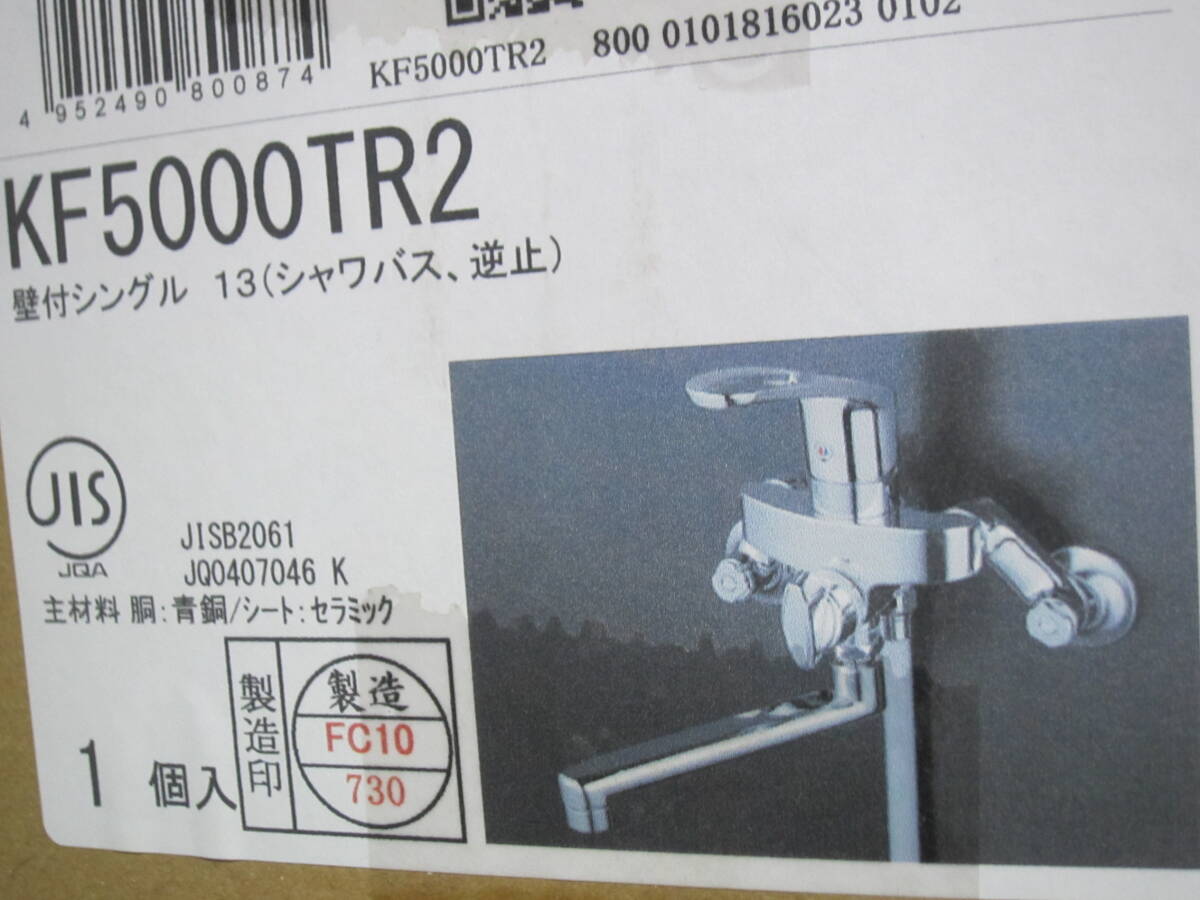 4 952490 800874
KF5000TR2 800 0101816023 0102
KF5000TR2
壁付シングル 13(シャワバス、逆止)
JIS
JQA
JISB2061
JQ0407046 K
主材料 胴:青銅/シート:セラミック
1 個入
製造印
製造
FC10
730